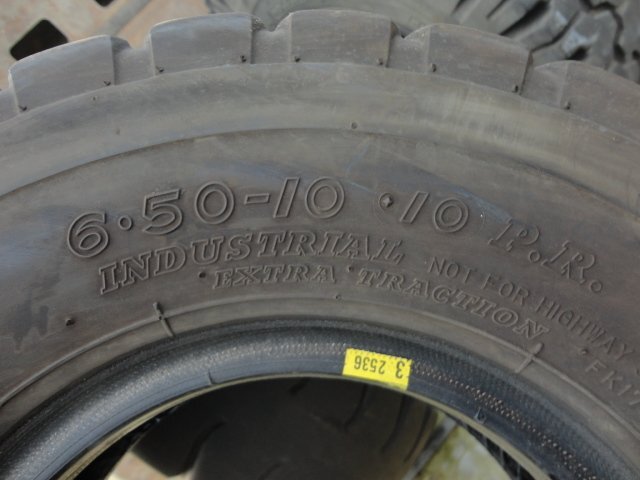 6.50-10 ·10 P.R.
INDUSTRIAL NOT FOR HIGHWAY
EXTRA TRACTION
3 2536